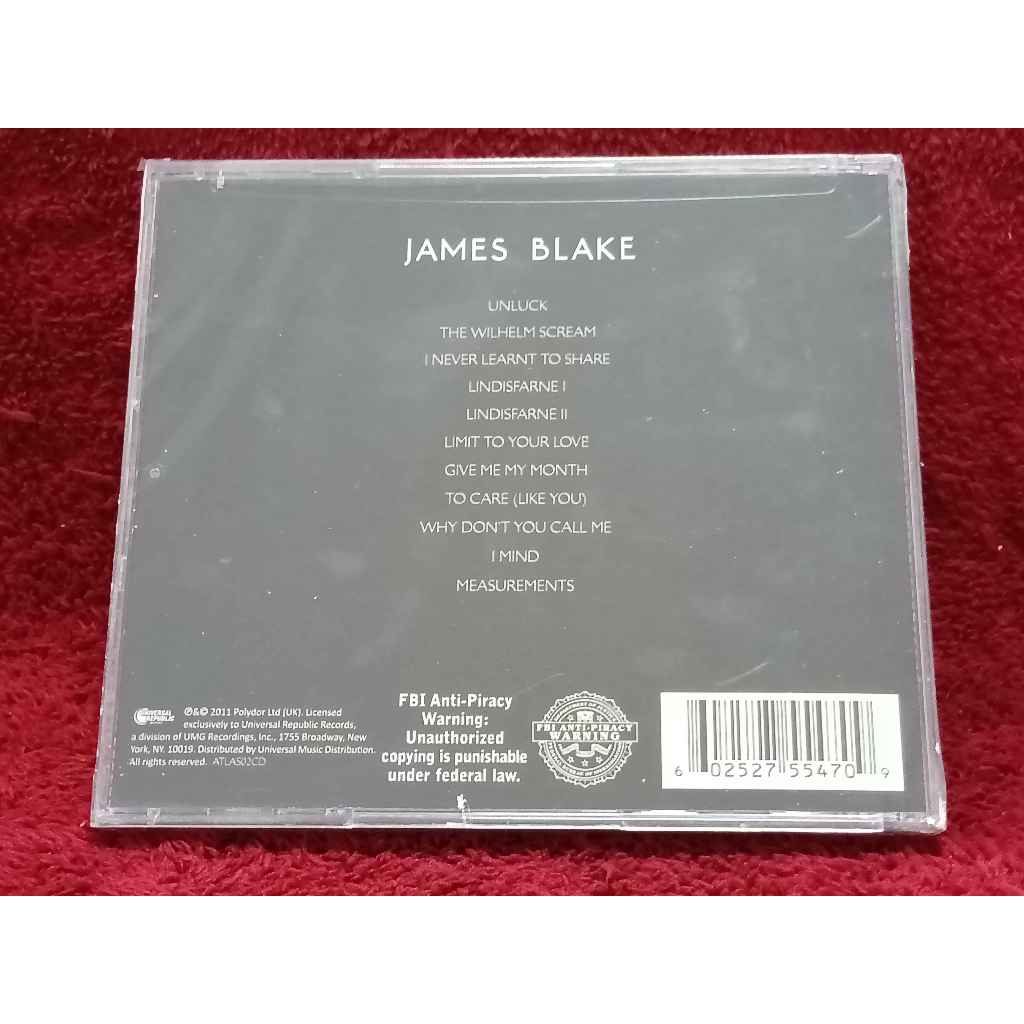 JAMES BLAKE
UNLUCK
THE WILHELM SCREAM
I NEVER LEARNT TO SHARE
LINDISFARNE I
LINDISFARNE II
LIMIT TO YOUR LOVE
GIVE ME MY MONTH
TO CARE (LIKE YOU)
WHY DON'T YOU CALL ME
I MIND
MEASUREMENTS
UNIVERSAL
REPUBLIC
℗&© 2011 Polydor Ltd (UK). Licensed
exclusively to Universal Republic Records,
a division of UMG Recordings, Inc., 1755 Broadway, New
York, NY. 10019. Distributed by Universal Music Distribution.
All rights reserved. ATLAS02CD
FBI Anti-Piracy
Warning:
Unauthorized
copying is punishable
under federal law.
FBI ANTI-PIRACY
WARNING
6 02527 55470 9